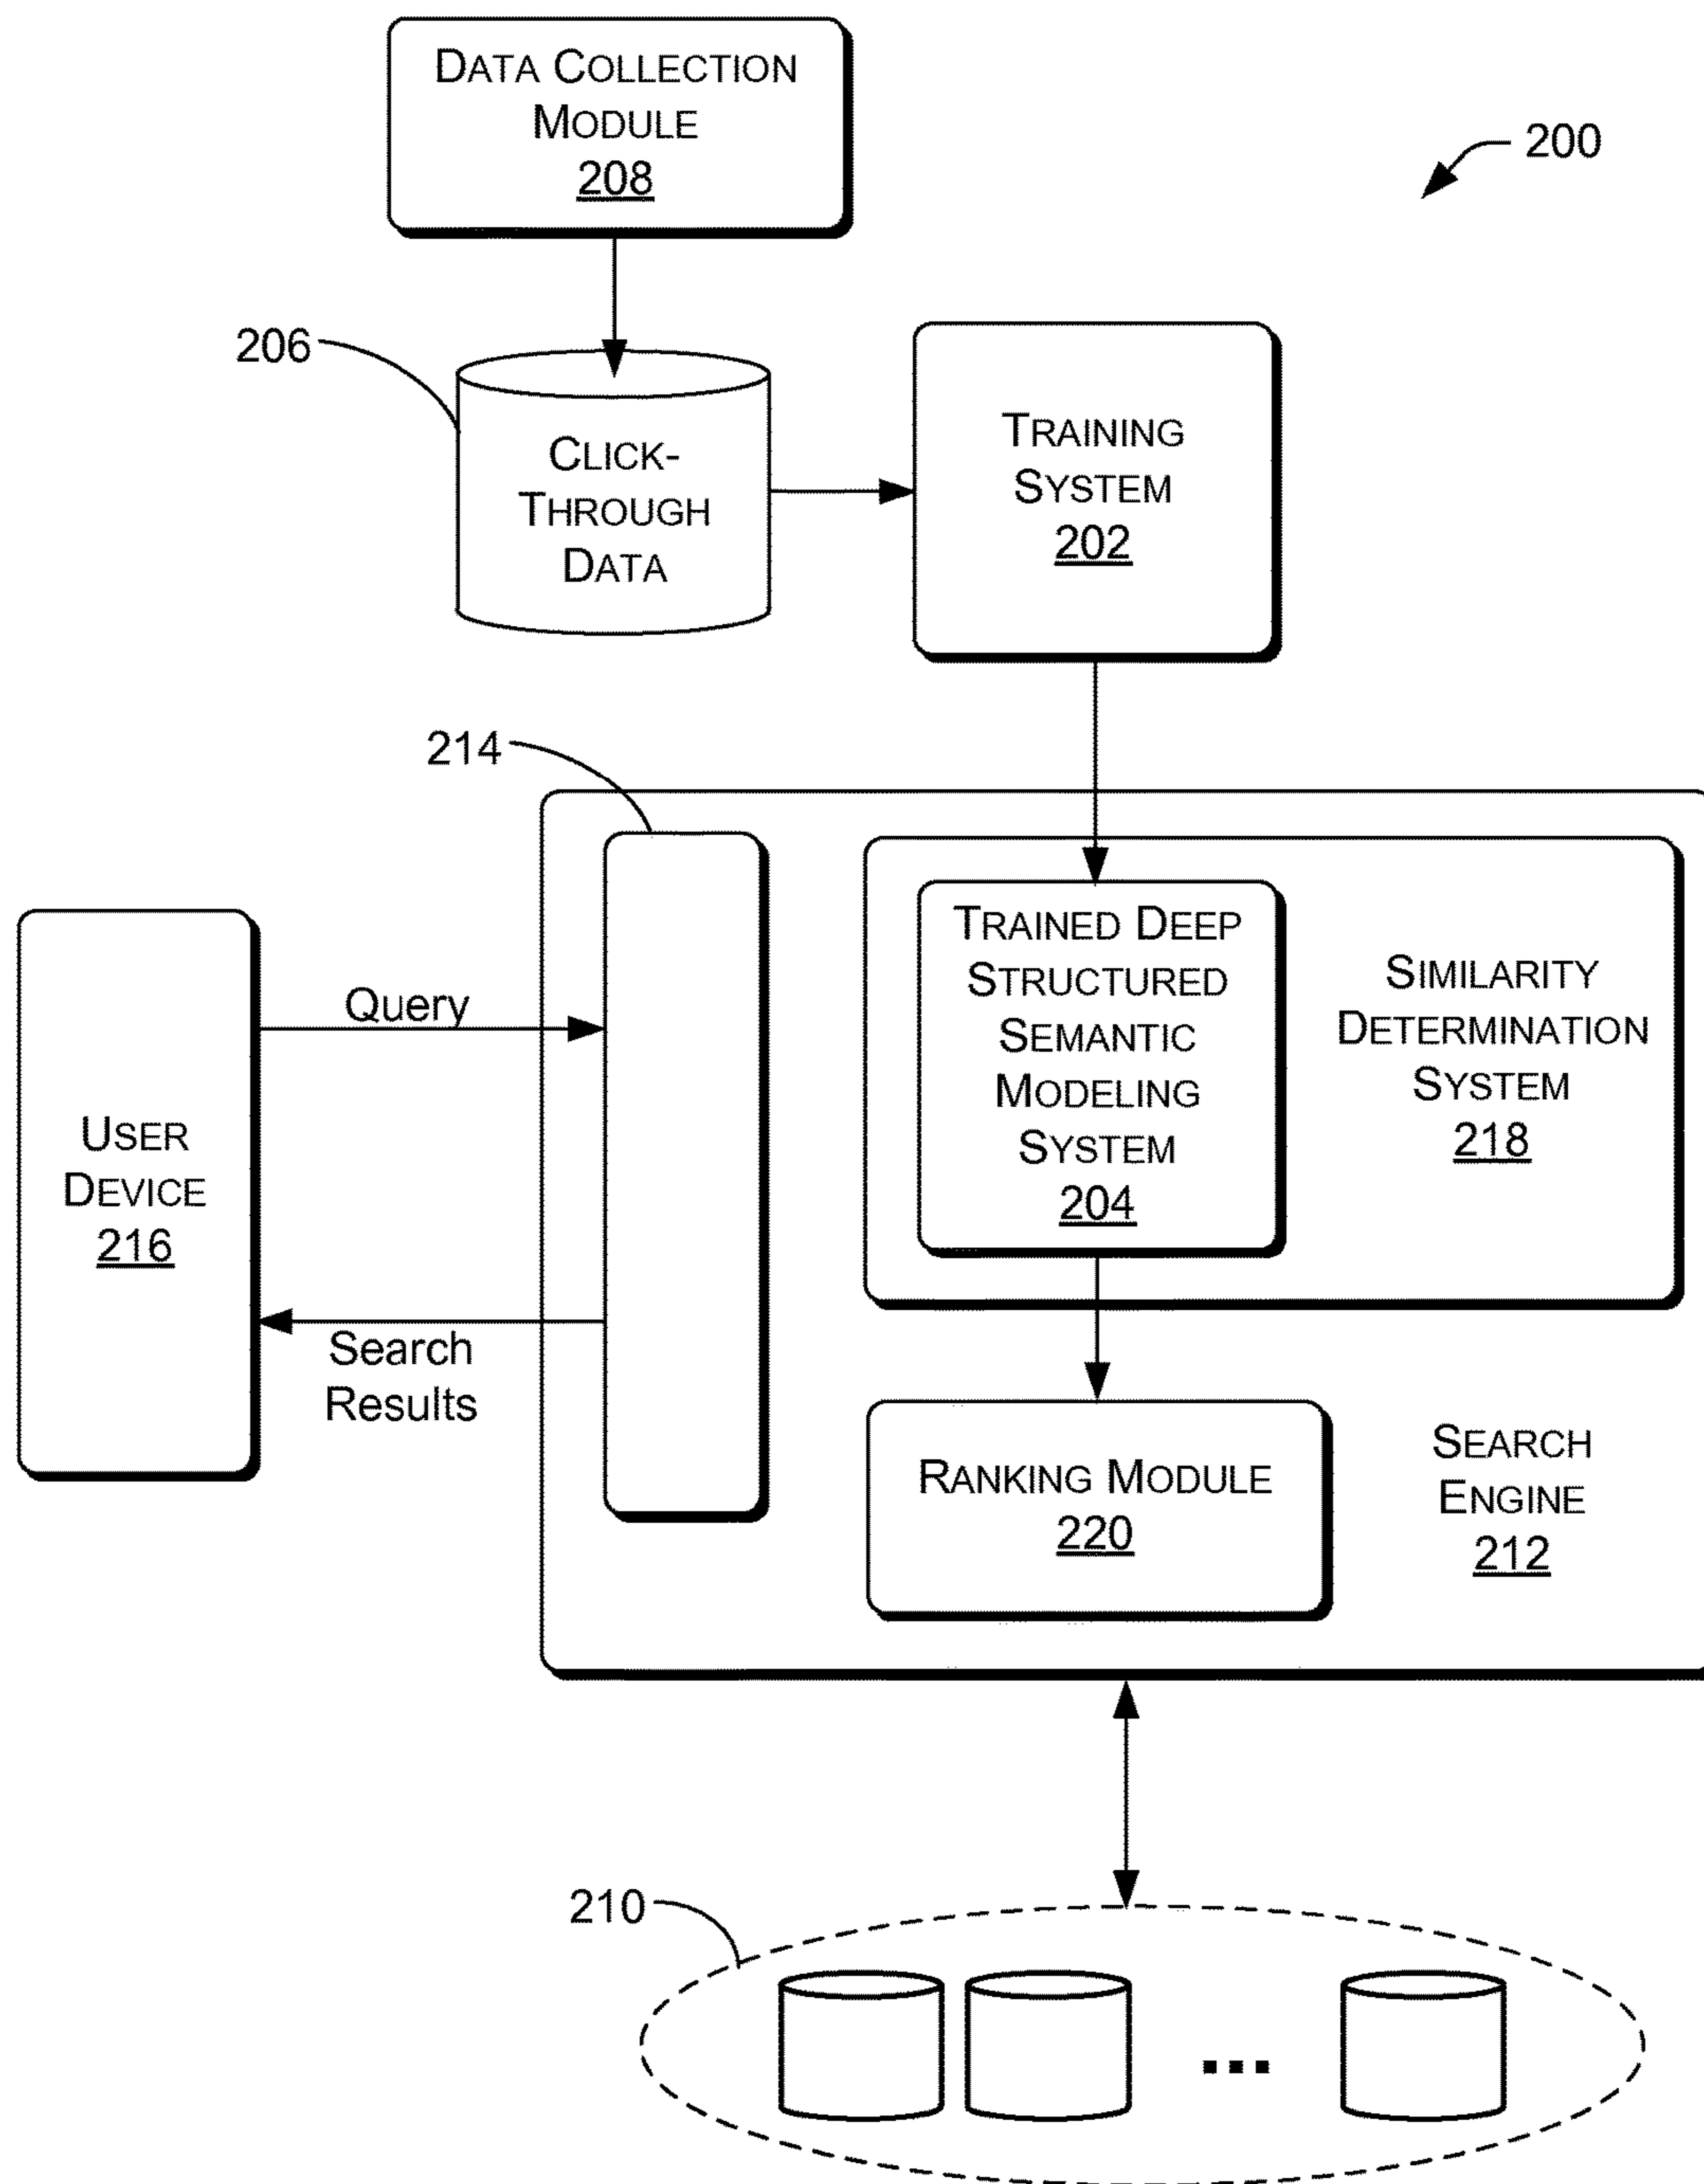 DATA COLLECTION
MODULE
208
200
206
CLICK-
THROUGH
DATA
TRAINING
SYSTEM
202
214
TRAINED DEEP
STRUCTURED
SEMANTIC
MODELING
SYSTEM
204
SIMILARITY
DETERMINATION
SYSTEM
218
Query
USER
DEVICE
216
Search
Results
RANKING MODULE
220
SEARCH
ENGINE
212
210
...